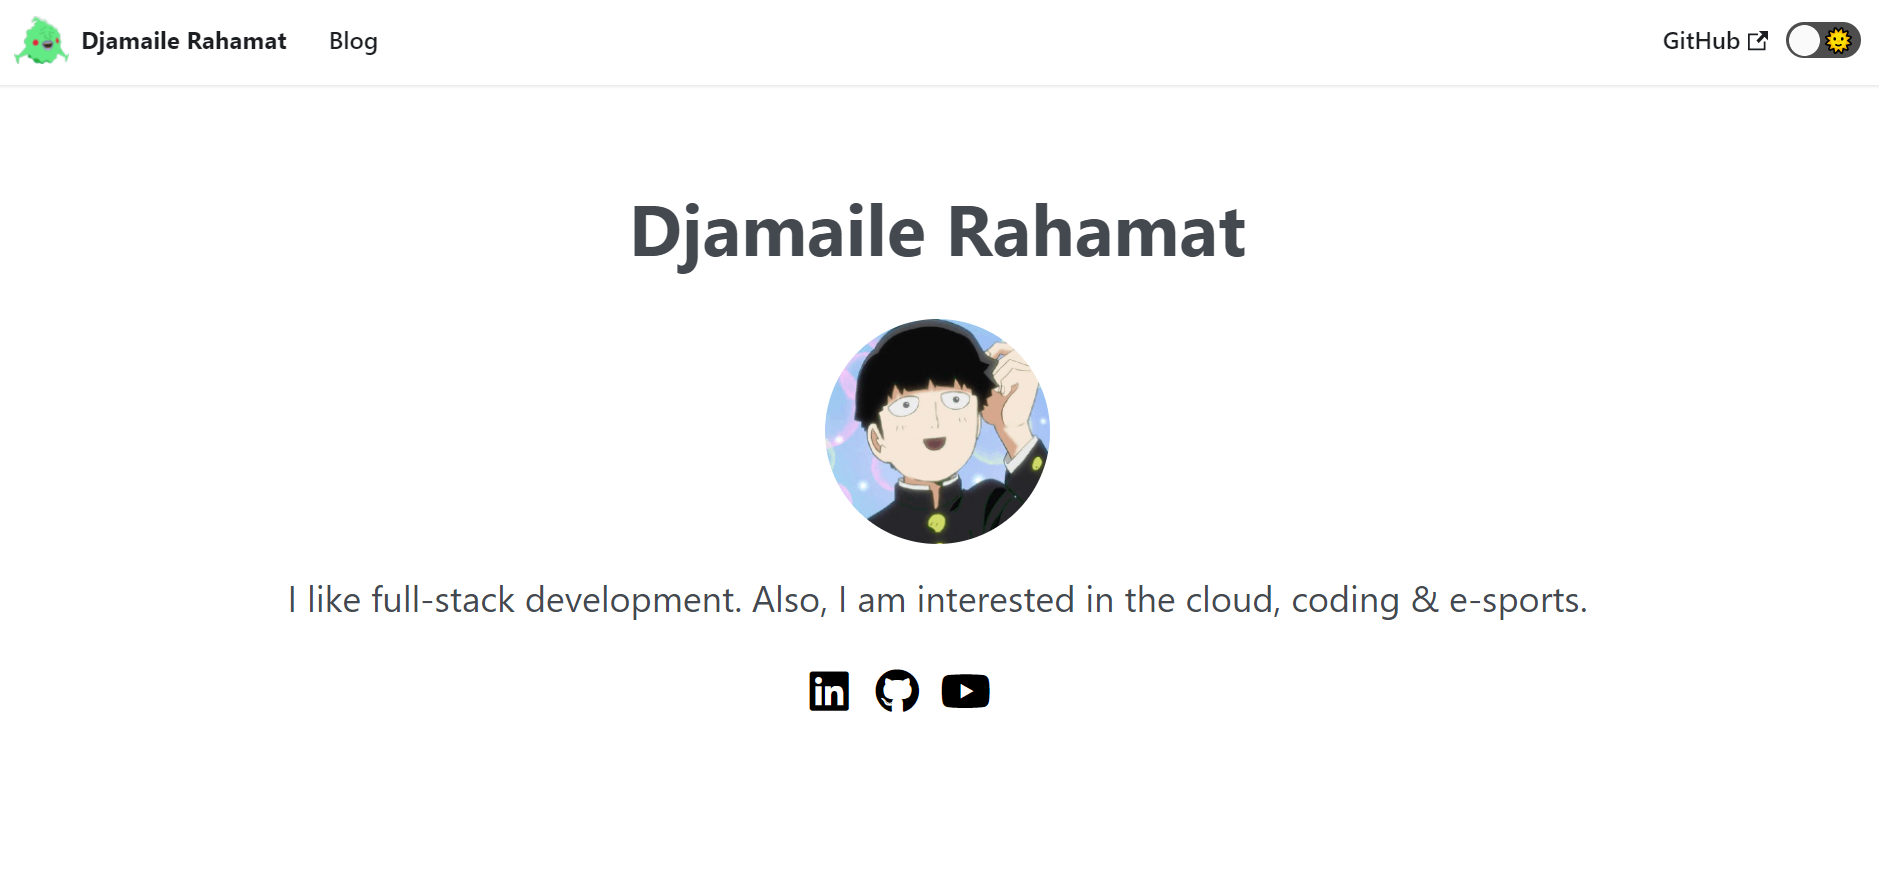 Djamaile Rahamat Blog GitHub
Djamaile Rahamat
I like full-stack development. Also, I am interested in the cloud, coding & e-sports.